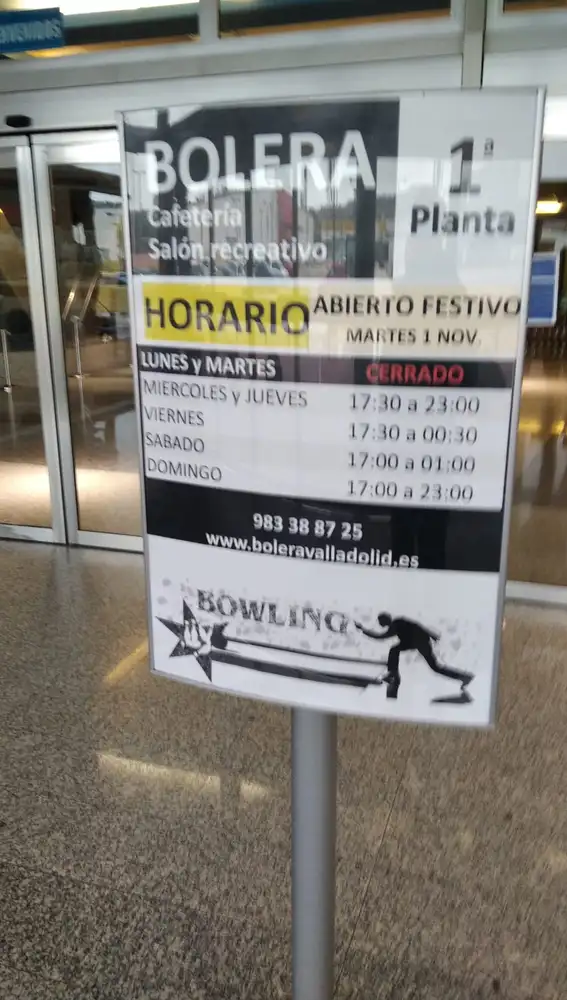 BOLERA
Cafetería
Salón recreativo
1ª
Planta
HORARIO
ABIERTO FESTIVO
MARTES 1 NOV.
LUNES y MARTES CERRADO
MIERCOLES y JUEVES 17:30 a 23:00
VIERNES 17:30 a 00:30
SABADO 17:00 a 01:00
DOMINGO 17:00 a 23:00
983 38 87 25
www.boleravalladolid.es
BOWLING